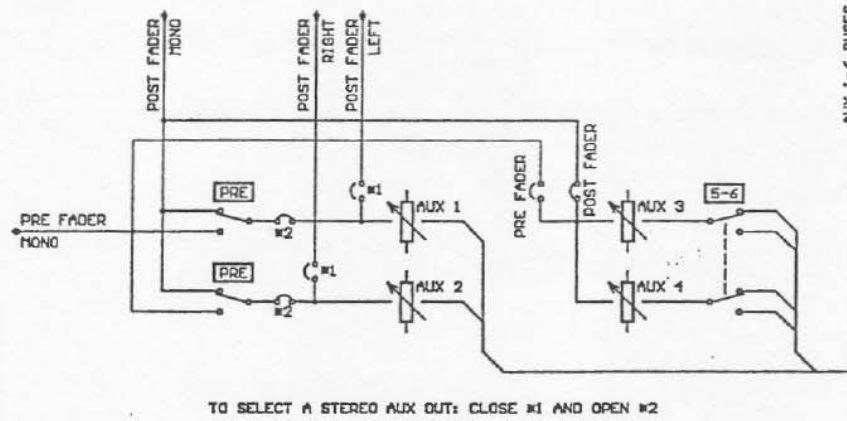 POST FADER
MONO
POST FADER
RIGHT
POST FADER
LEFT
PRE FADER
POST FADER
PRE
*1
AUX 1
AUX 3
5-6
PRE FADER
MONO
*2
*1
PRE
AUX 2
AUX 4
*2
TO SELECT A STEREO AUX OUT: CLOSE *1 AND OPEN *2